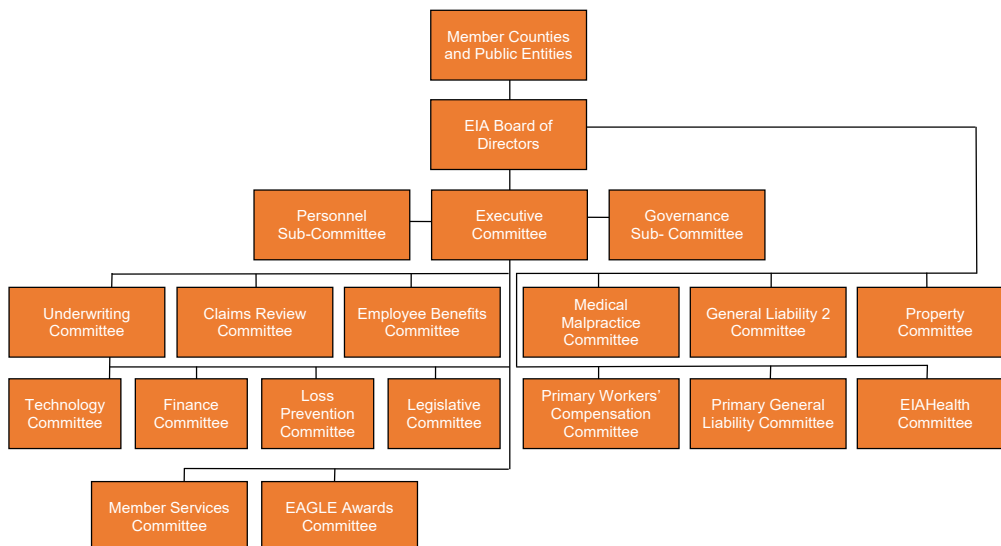 Member Counties
and Public Entities
EIA Board of
Directors
Personnel
Sub-Committee
Executive
Committee
Governance
Sub- Committee
Underwriting
Committee
Claims Review
Committee
Employee Benefits
Committee
Medical
Malpractice
Committee
General Liability 2
Committee
Property
Committee
Technology
Committee
Finance
Committee
Loss
Prevention
Committee
Legislative
Committee
Primary Workers’
Compensation
Committee
Primary General
Liability Committee
EIAHealth
Committee
Member Services
Committee
EAGLE Awards
Committee